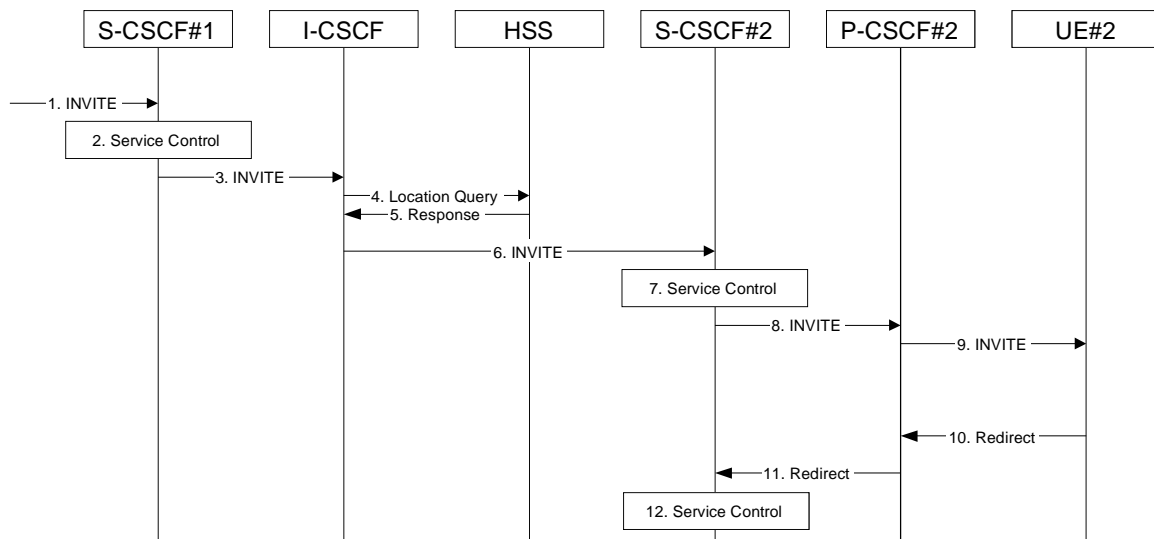 S-CSCF#1
I-CSCF
HSS
S-CSCF#2
P-CSCF#2
UE#2
1. INVITE
2. Service Control
3. INVITE
4. Location Query
5. Response
6. INVITE
7. Service Control
8. INVITE
9. INVITE
10. Redirect
11. Redirect
12. Service Control